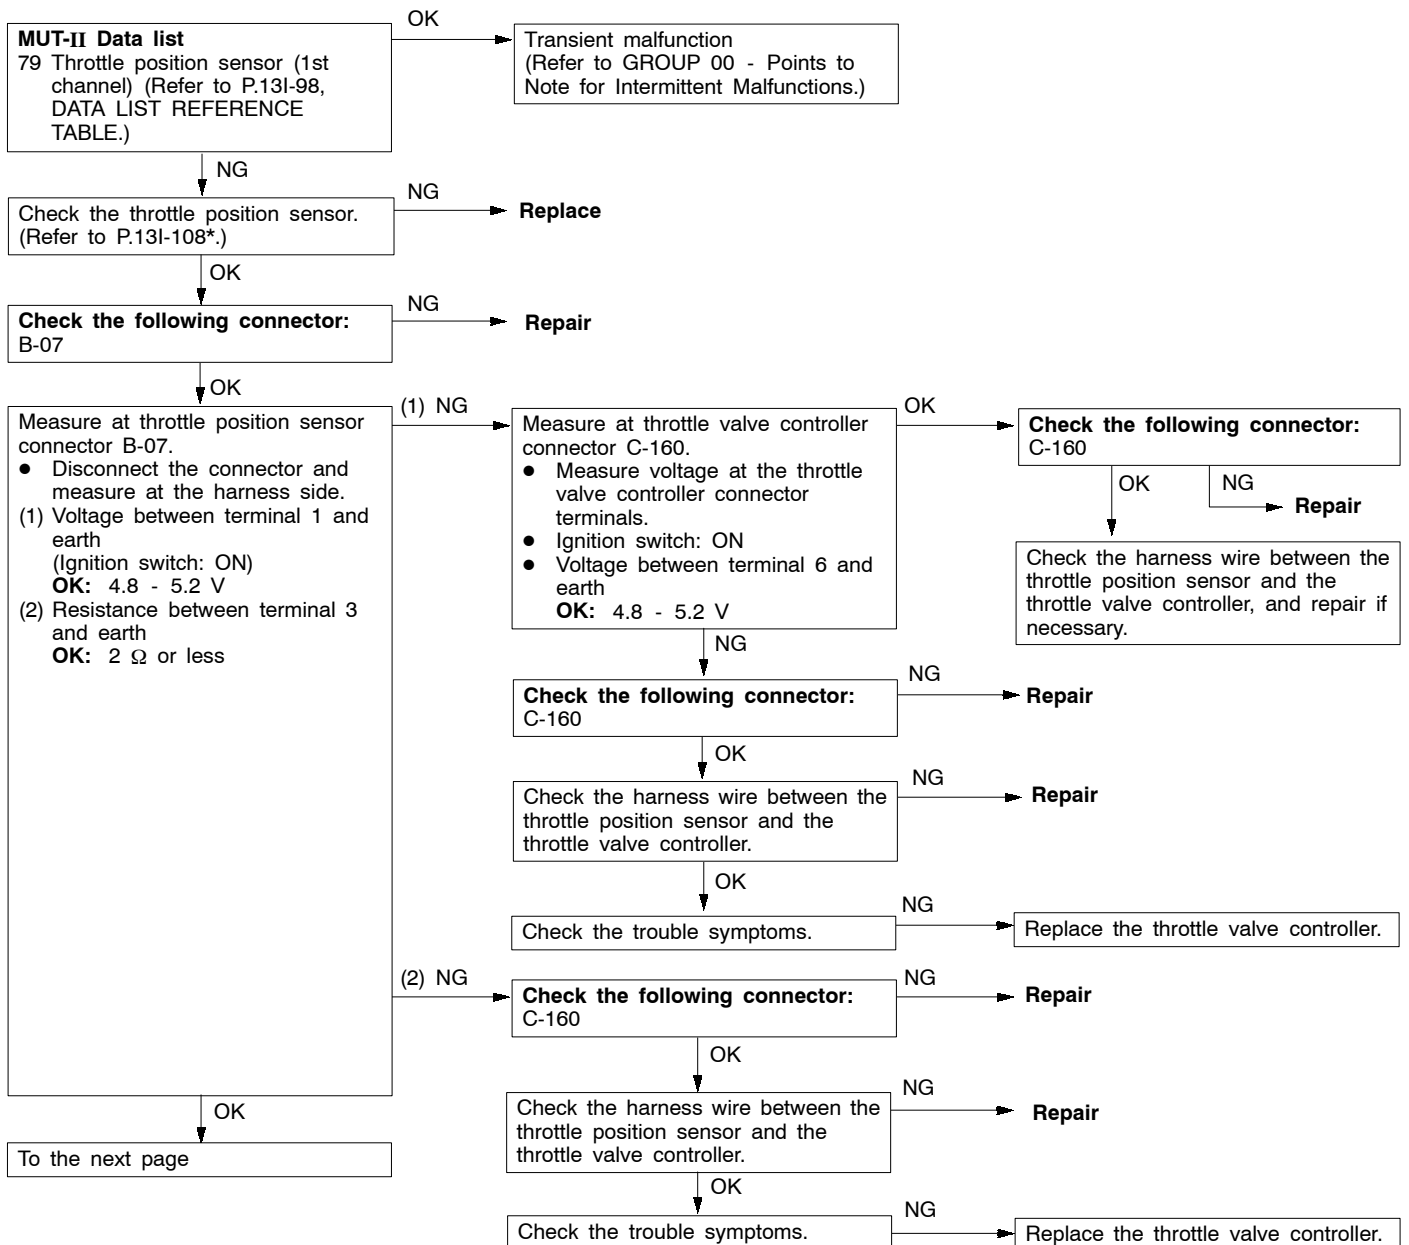 MUT-II Data list
79 Throttle position sensor (1st
channel) (Refer to P.13I-98,
DATA LIST REFERENCE
TABLE.)
OK
Transient malfunction
(Refer to GROUP 00 - Points to
Note for Intermittent Malfunctions.)
NG
Check the throttle position sensor.
(Refer to P.13I-108*.)
NG
Replace
OK
Check the following connector:
B-07
NG
Repair
OK
Measure at throttle position sensor
connector B-07.
● Disconnect the connector and
measure at the harness side.
(1) Voltage between terminal 1 and
earth
(Ignition switch: ON)
OK: 4.8 - 5.2 V
(2) Resistance between terminal 3
and earth
OK: 2 Ω or less
(1) NG
Measure at throttle valve controller
connector C-160.
● Measure voltage at the throttle
valve controller connector
terminals.
● Ignition switch: ON
● Voltage between terminal 6 and
earth
OK: 4.8 - 5.2 V
OK
Check the following connector:
C-160
OK
NG
Repair
Check the harness wire between the
throttle position sensor and the
throttle valve controller, and repair if
necessary.
NG
Check the following connector:
C-160
NG
Repair
OK
Check the harness wire between the
throttle position sensor and the
throttle valve controller.
NG
Repair
OK
Check the trouble symptoms.
NG
Replace the throttle valve controller.
(2) NG
Check the following connector:
C-160
NG
Repair
OK
Check the harness wire between the
throttle position sensor and the
throttle valve controller.
NG
Repair
OK
Check the trouble symptoms.
NG
Replace the throttle valve controller.
OK
To the next page